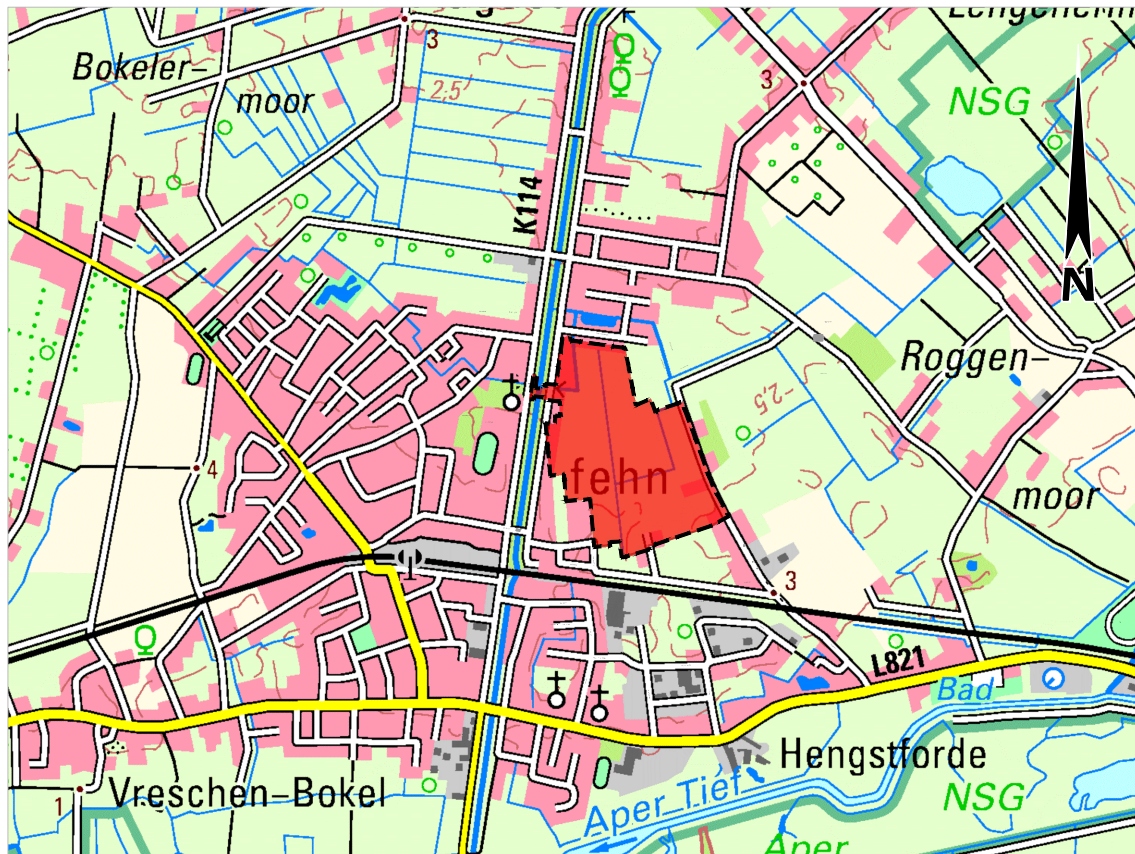 3
Bokeler-
moor
2,5
3
NSG
K114
N
Roggen-
-2,5
4
fehn
moor
3
L821
Bad
Hengstforde
Vreschen-Bokel
1
NSG
Aper Tief
Aper